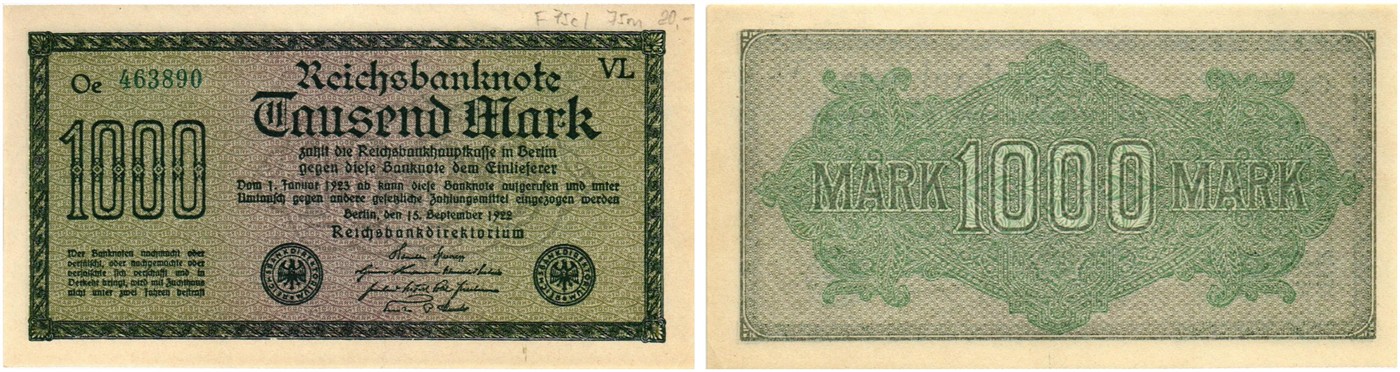 F 75c 75m 20,-
Oe 463890
VL
1000
Reichsbanknote
Tausend Mark
zahlt die Reichsbankhauptkasse in Berlin
gegen diese Banknote dem Einlieferer
Vom 1. Januar 1923 ab kann diese Banknote aufgerufen und unter
Umtausch gegen andere gesetzliche Zahlungsmittel eingezogen werden
Berlin, den 15. September 1922
Reichsbankdirektorium
Wer Banknoten nachmacht oder
verfälscht, oder nachgemachte oder
verfälschte sich verschafft und in
Verkehr bringt, wird mit Zuchthaus
nicht unter zwei Jahren bestraft
MARK 1000 MARK